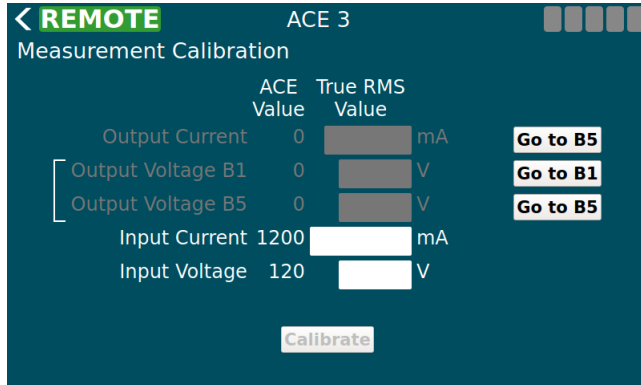 REMOTE ACE 3
Measurement Calibration
ACE True RMS
Value Value
Output Current 0 mA Go to B5
Output Voltage B1 0 V Go to B1
Output Voltage B5 0 V Go to B5
Input Current 1200 mA
Input Voltage 120 V
Calibrate